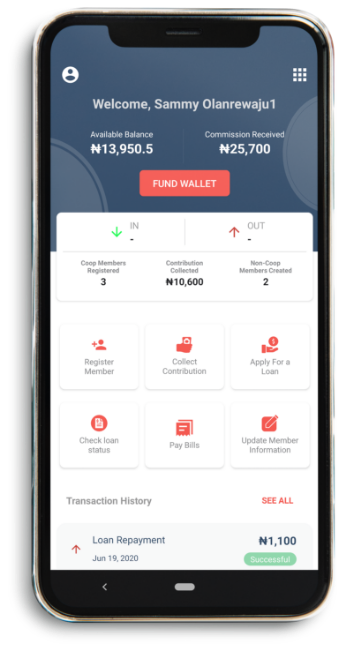 Welcome, Sammy Olanrewaju1
Available Balance
₦13,950.5
Commission Received
₦25,700
FUND WALLET
IN
-
OUT
-
Coop Members
Registered
3
Contribution
Collected
₦10,600
Non-Coop
Members Created
2
Register
Member
Collect
Contribution
Apply For a
Loan
Check loan
status
Pay Bills
Update Member
Information
Transaction History
SEE ALL
Loan Repayment
₦1,100
Jun 19, 2020
Successful